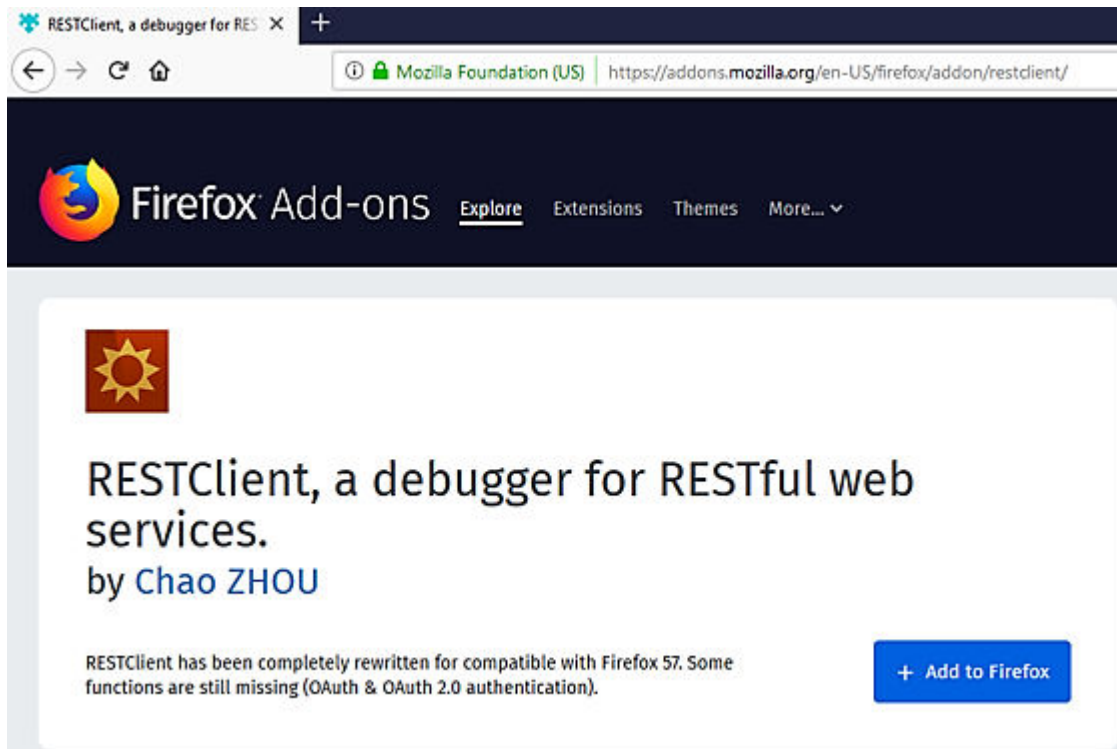 RESTClient, a debugger for RES
Mozilla Foundation (US) https://addons.mozilla.org/en-US/firefox/addon/restclient/
Firefox Add-ons Explore Extensions Themes More...
RESTClient, a debugger for RESTful web
services.
by Chao ZHOU
RESTClient has been completely rewritten for compatible with Firefox 57. Some
functions are still missing (OAuth & OAuth 2.0 authentication).
+ Add to Firefox